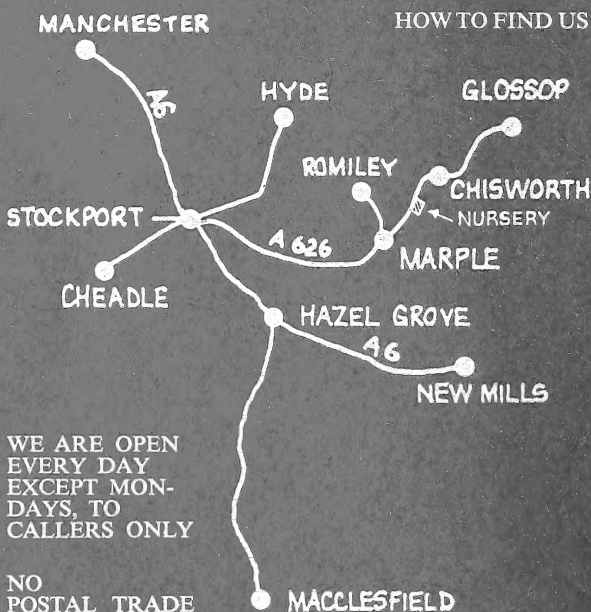 HOW TO FIND US
MANCHESTER
A6
HYDE
GLOSSOP
ROMILEY
CHISWORTH
STOCKPORT
NURSERY
A 626
MARPLE
CHEADLE
HAZEL GROVE
A6
NEW MILLS
WE ARE OPEN
EVERY DAY
EXCEPT MON-
DAYS, TO
CALLERS ONLY
NO
POSTAL TRADE
MACCLESFIELD